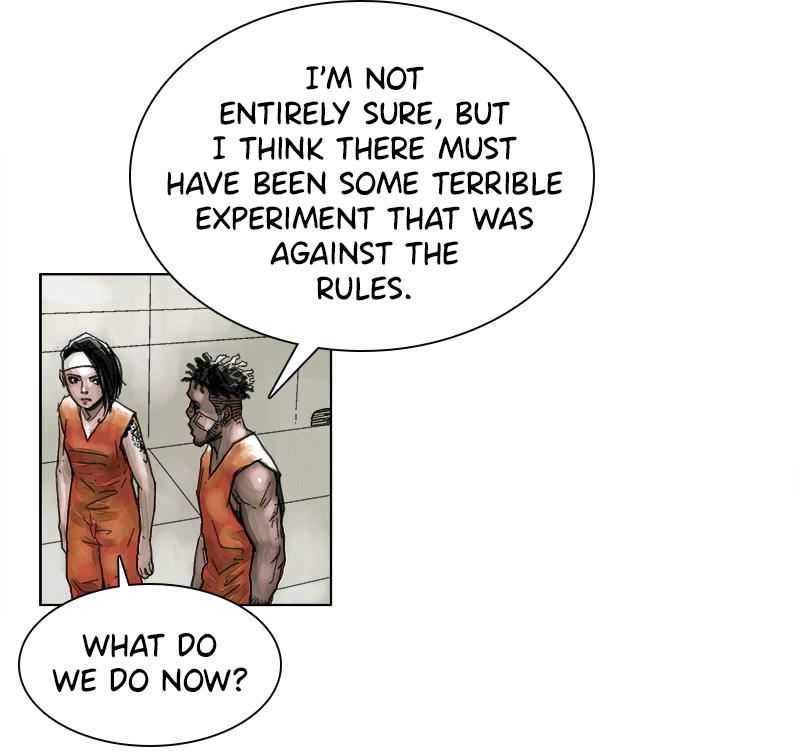 I'M NOT
ENTIRELY SURE, BUT
I THINK THERE MUST
HAVE BEEN SOME TERRIBLE
EXPERIMENT THAT WAS
AGAINST THE
RULES.
WHAT DO
WE DO NOW?